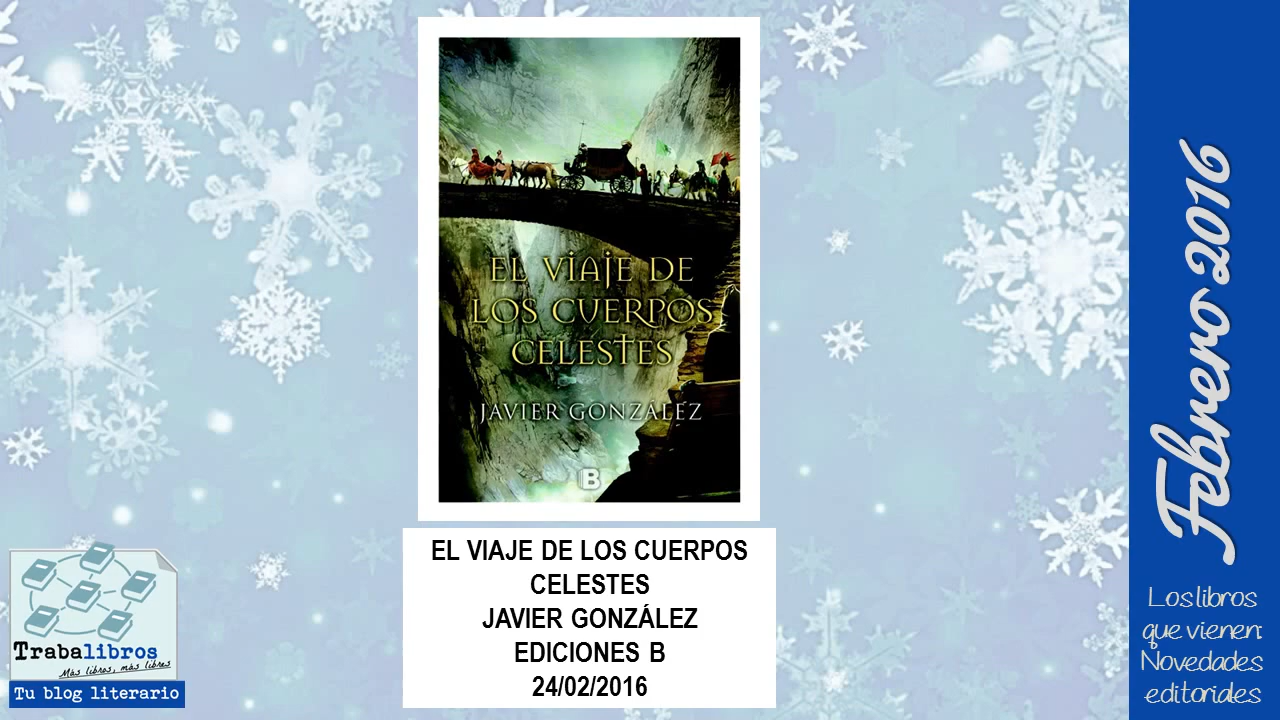 EL VIAJE DE
LOS CUERPOS
CELESTES
JAVIER GONZÁLEZ
B
EL VIAJE DE LOS CUERPOS
CELESTES
JAVIER GONZÁLEZ
EDICIONES B
24/02/2016
Trabalibros
Más libros, más libres
Tu blog literario
Febrero 2016
Los libros
que vienen:
Novedades
editoriales